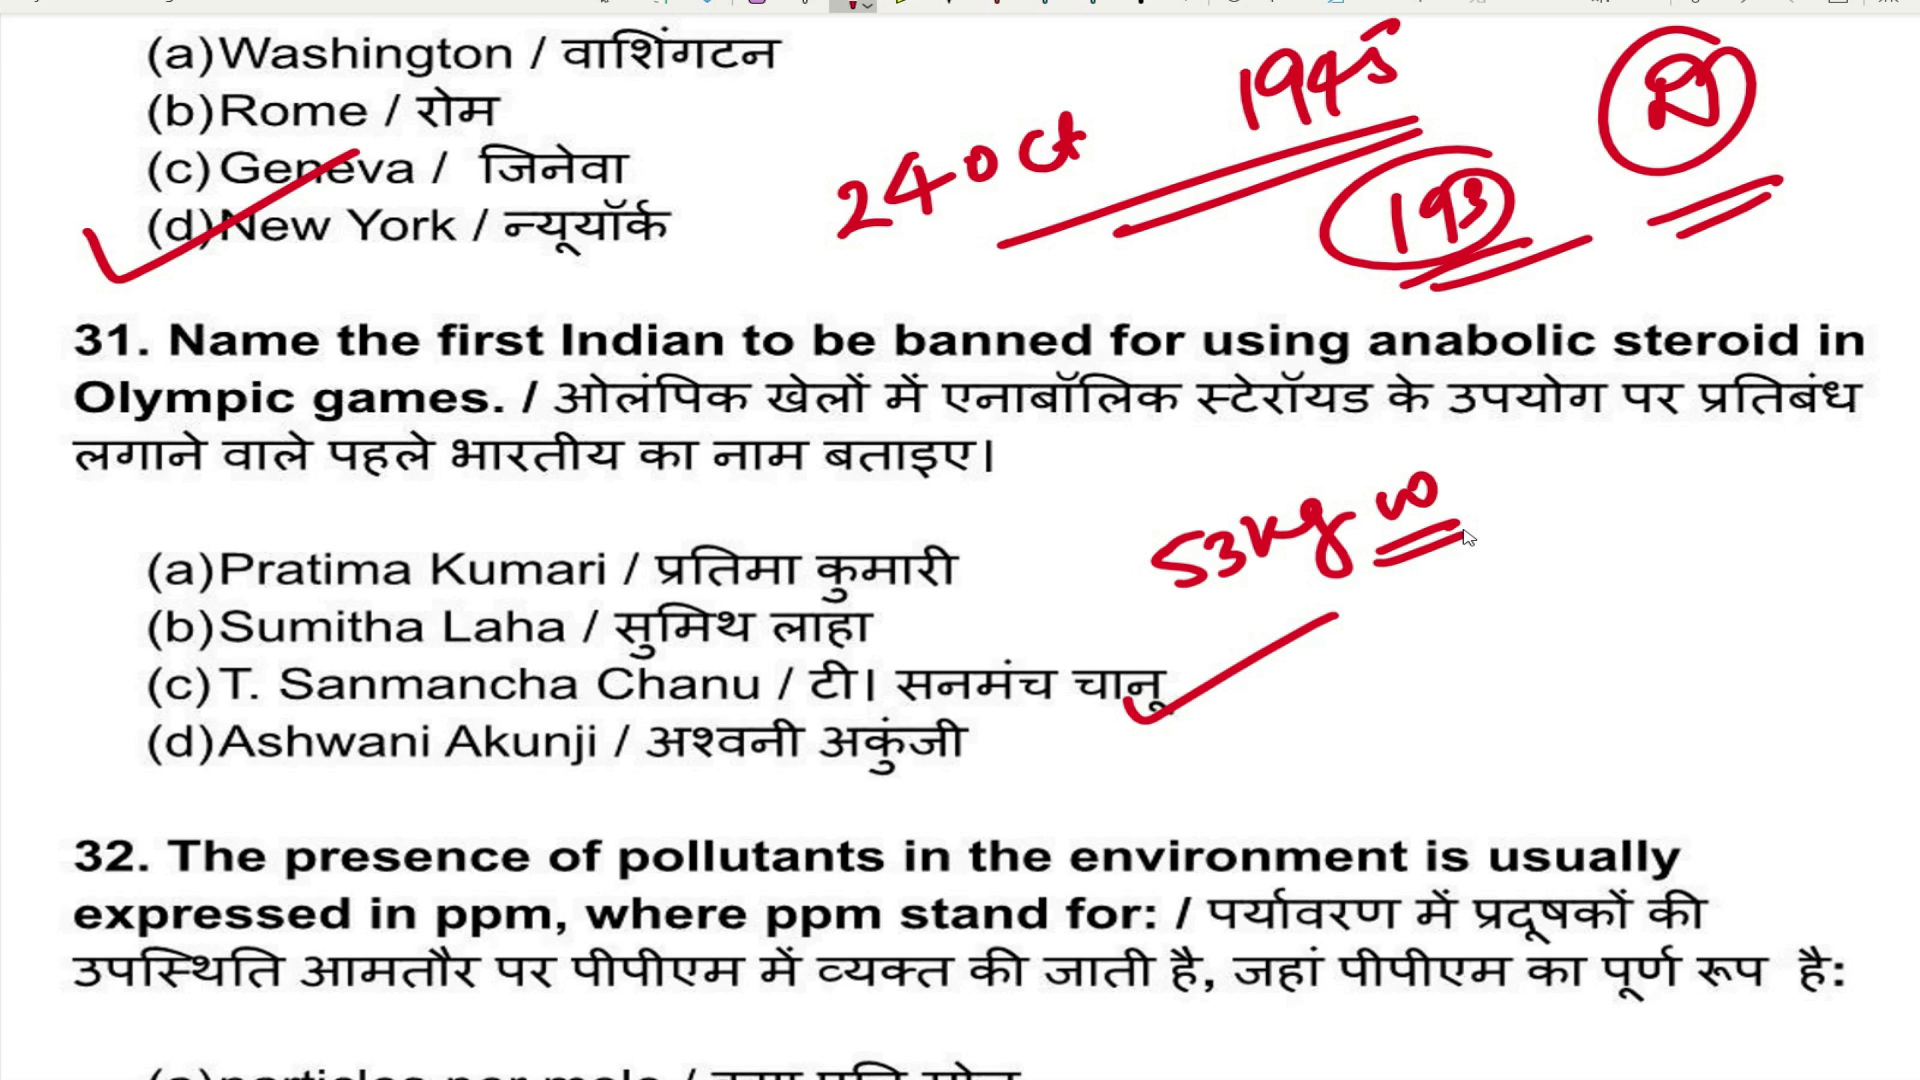 (a)Washington / वाशिंगटन
(b)Rome / रोम
(c)Geneva / जिनेवा
(d)New York / न्यूयॉर्क
24 Oct 1945
193
31. Name the first Indian to be banned for using anabolic steroid in
Olympic games. / ओलंपिक खेलों में एनाबॉलिक स्टेरॉयड के उपयोग पर प्रतिबंध
लगाने वाले पहले भारतीय का नाम बताइए।
53kg
(a)Pratima Kumari / प्रतिमा कुमारी
(b)Sumitha Laha / सुमिथ लाहा
(c)T. Sanmancha Chanu / टी। सनमंच चानू
(d)Ashwani Akunji / अश्वनी अकुंजी
32. The presence of pollutants in the environment is usually
expressed in ppm, where ppm stand for: / पर्यावरण में प्रदूषकों की
उपस्थिति आमतौर पर पीपीएम में व्यक्त की जाती है, जहां पीपीएम का पूर्ण रूप है: